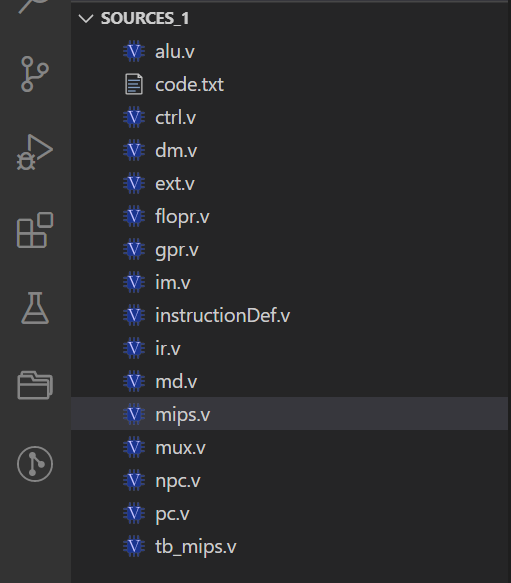 SOURCES_1
alu.v
code.txt
ctrl.v
dm.v
ext.v
flopr.v
gpr.v
im.v
instructionDef.v
ir.v
md.v
mips.v
mux.v
npc.v
pc.v
tb_mips.v